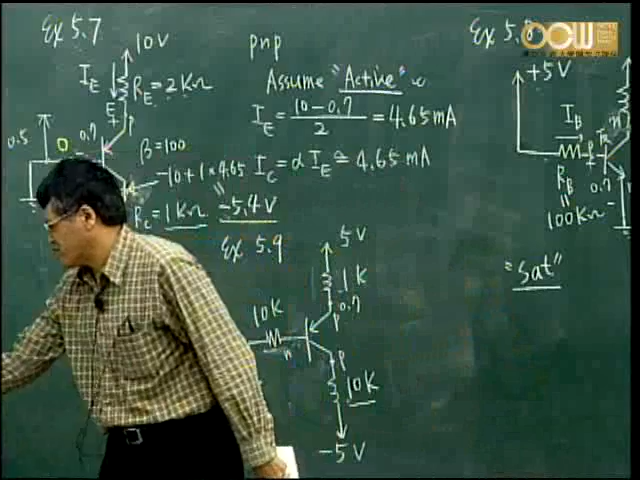 Ex 5.7
10V
pnp
I_E
R_E = 2KΩ
E
P
0.5
0
0.7
β=100
-10+1×4.65
R_C = 1KΩ
-5.4V
Assume "Active"
I_E = (10-0.7)/2 = 4.65mA
I_C = α I_E ≅ 4.65 mA
Ex 5.9
5V
1K
0.7
P
10K
n
P
10K
-5V
Ex 5.8
OCW
+5V
I_B
n
P
R_B
0.7
=
100KΩ
"Sat"